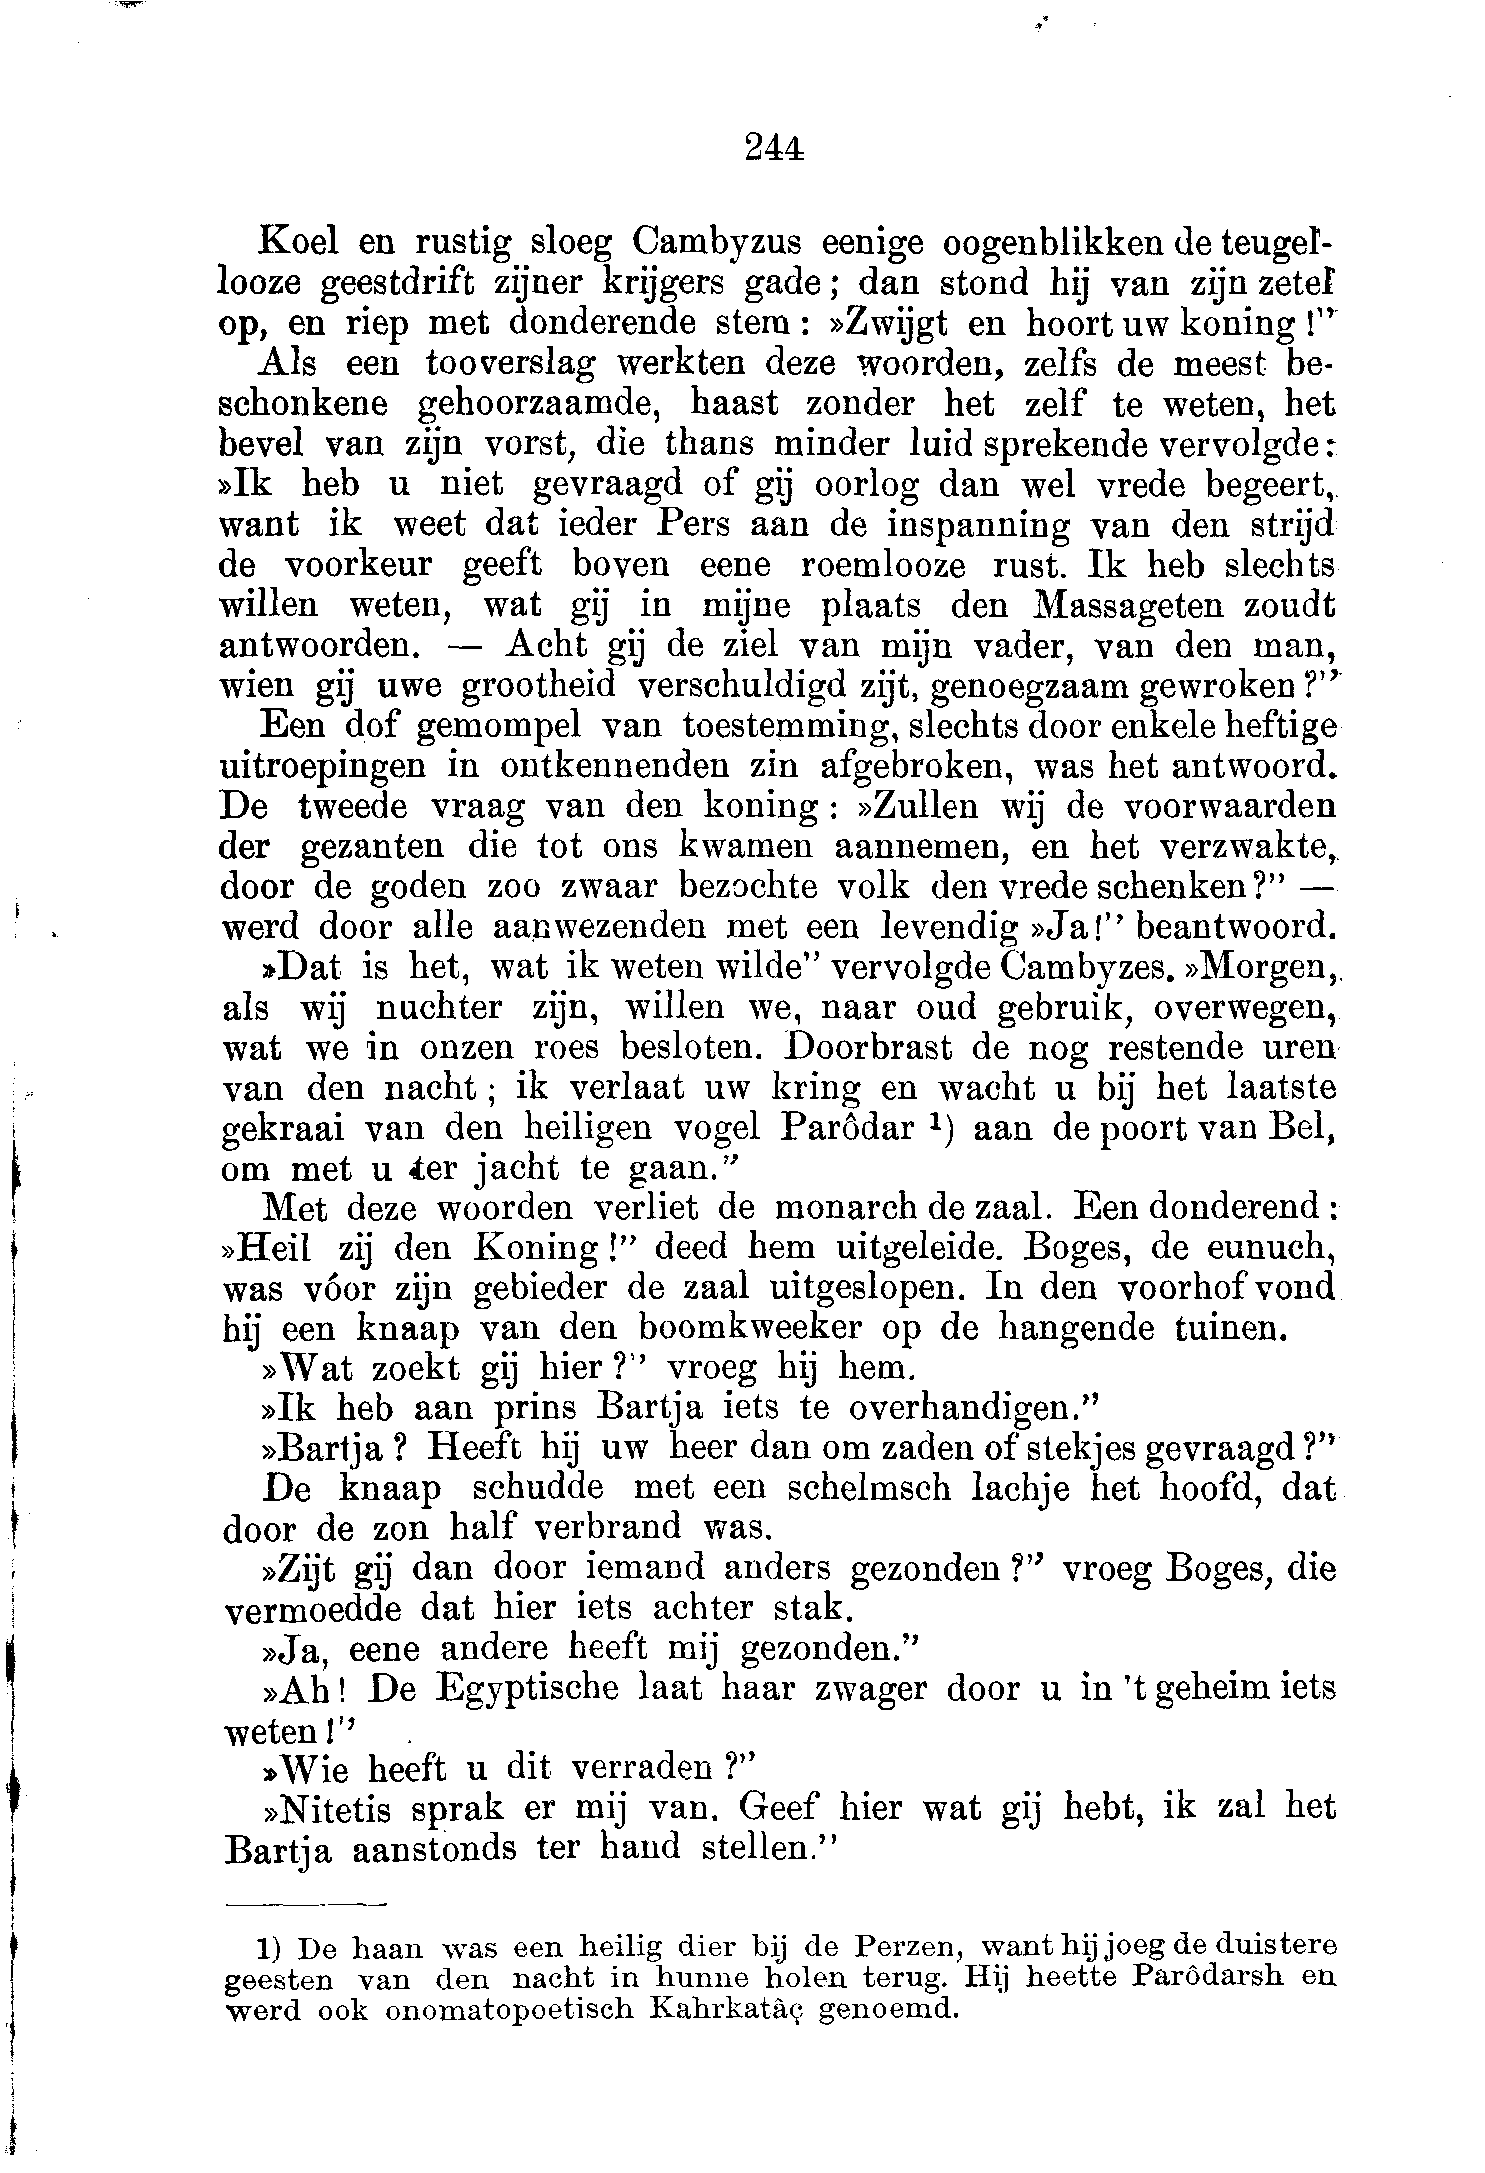 244
Koel en rustig sloeg Cambyzus eenige oogenblikken de teugel-
looze geestdrift zijner krijgers gade; dan stond hij van zijn zetel
op, en riep met donderende stem: »Zwijgt en hoort uw koning!”
Als een tooverslag werkten deze woorden, zelfs de meest be-
schonkene gehoorzaamde, haast zonder het zelf te weten, het
bevel van zijn vorst, die thans minder luid sprekende vervolgde:
»Ik heb u niet gevraagd of gij oorlog dan wel vrede begeert,
want ik weet dat ieder Pers aan de inspanning van den strijd
de voorkeur geeft boven eene roemlooze rust. Ik heb slechts
willen weten, wat gij in mijne plaats den Massageten zoudt
antwoorden. — Acht gij de ziel van mijn vader, van den man,
wien gij uwe grootheid verschuldigd zijt, genoegzaam gewroken?”
Een dof gemompel van toestemming, slechts door enkele heftige
uitroepingen in ontkennenden zin afgebroken, was het antwoord.
De tweede vraag van den koning: »Zullen wij de voorwaarden
der gezanten die tot ons kwamen aannemen, en het verzwakte,
door de goden zoo zwaar bezochte volk den vrede schenken?” —
werd door alle aanwezenden met een levendig »Ja!” beantwoord.
»Dat is het, wat ik weten wilde” vervolgde Cambyzes. »Morgen,
als wij nuchter zijn, willen we, naar oud gebruik, overwegen,
wat we in onzen roes besloten. Doorbrast de nog restende uren
van den nacht; ik verlaat uw kring en wacht u bij het laatste
gekraai van den heiligen vogel Parôdar ¹) aan de poort van Bel,
om met u ter jacht te gaan.”
Met deze woorden verliet de monarch de zaal. Een donderend:
»Heil zij den Koning!” deed hem uitgeleide. Boges, de eunuch,
was vóor zijn gebieder de zaal uitgeslopen. In den voorhof vond
hij een knaap van den boomkweeker op de hangende tuinen.
»Wat zoekt gij hier?” vroeg hij hem.
»Ik heb aan prins Bartja iets te overhandigen.”
»Bartja? Heeft hij uw heer dan om zaden of stekjes gevraagd?”
De knaap schudde met een schelmsch lachje het hoofd, dat
door de zon half verbrand was.
»Zijt gij dan door iemand anders gezonden?” vroeg Boges, die
vermoedde dat hier iets achter stak.
»Ja, eene andere heeft mij gezonden.”
»Ah! De Egyptische laat haar zwager door u in 't geheim iets
weten!”
»Wie heeft u dit verraden?”
»Nitetis sprak er mij van. Geef hier wat gij hebt, ik zal het
Bartja aanstonds ter hand stellen.”
1) De haan was een heilig dier bij de Perzen, want hij joeg de duistere
geesten van den nacht in hunne holen terug. Hij heette Parôdarsh en
werd ook onomatopoetisch Kahrkatâç genoemd.